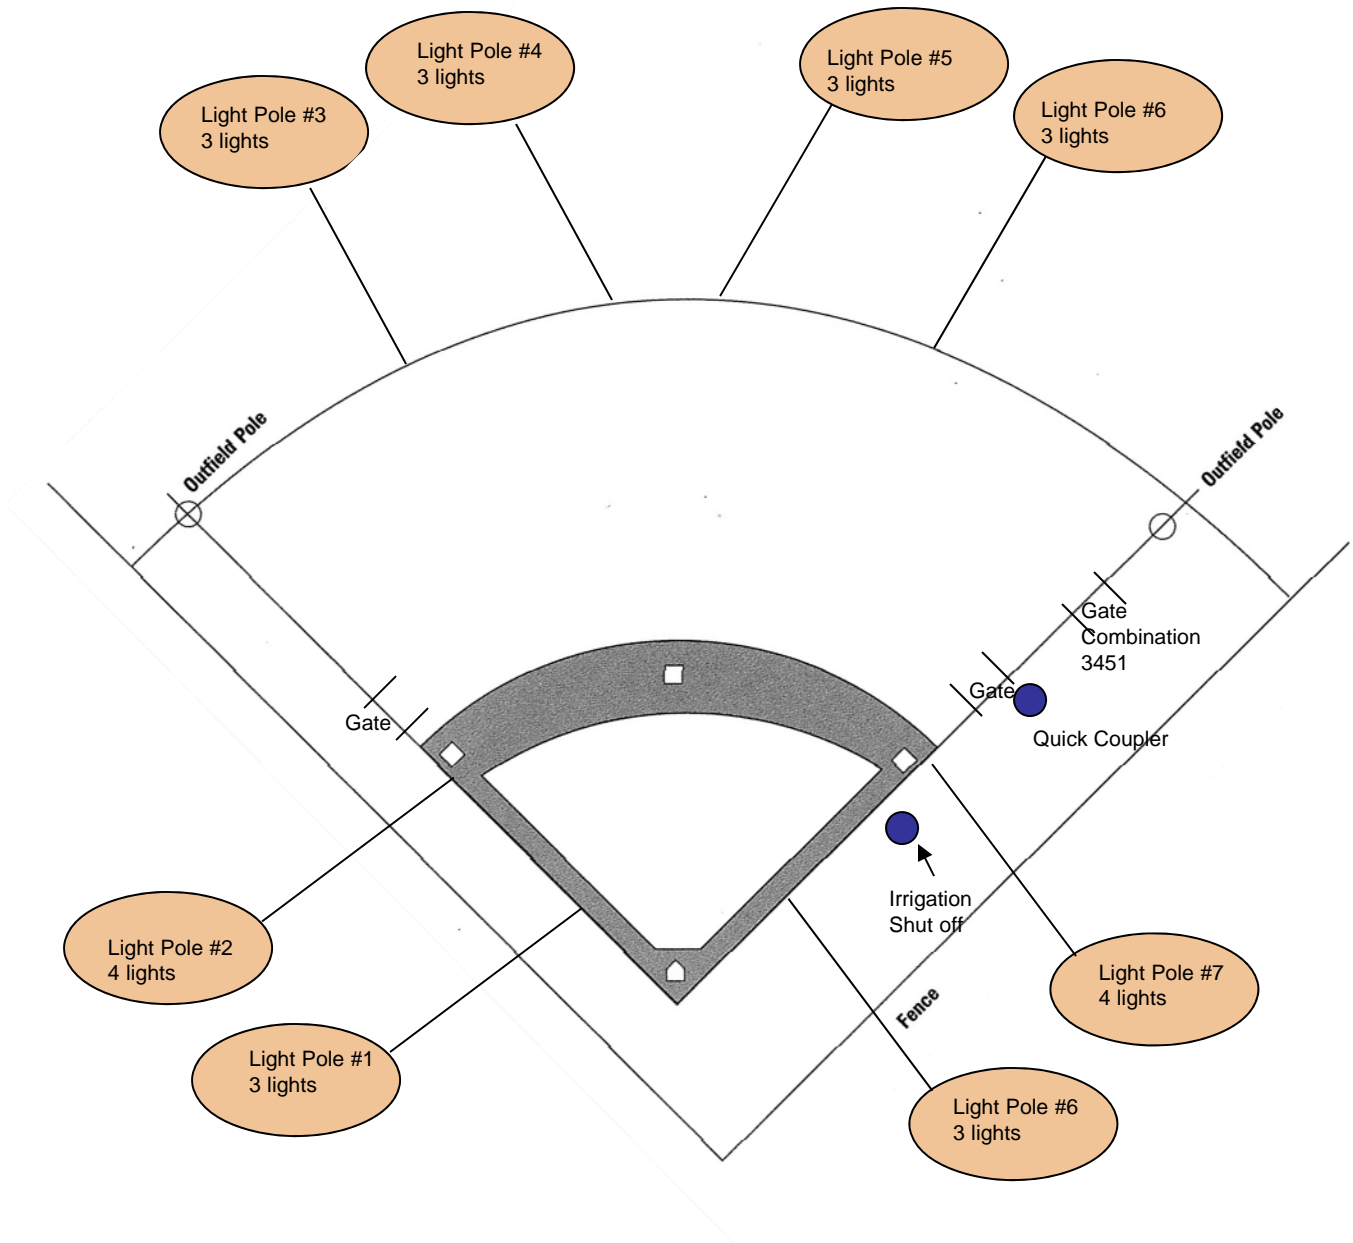 Light Pole #4
3 lights
Light Pole #5
3 lights
Light Pole #3
3 lights
Light Pole #6
3 lights
Outfield Pole
Outfield Pole
Gate
Combination
3451
Gate
Gate
Quick Coupler
Irrigation
Shut off
Light Pole #2
4 lights
Light Pole #7
4 lights
Fence
Light Pole #1
3 lights
Light Pole #6
3 lights